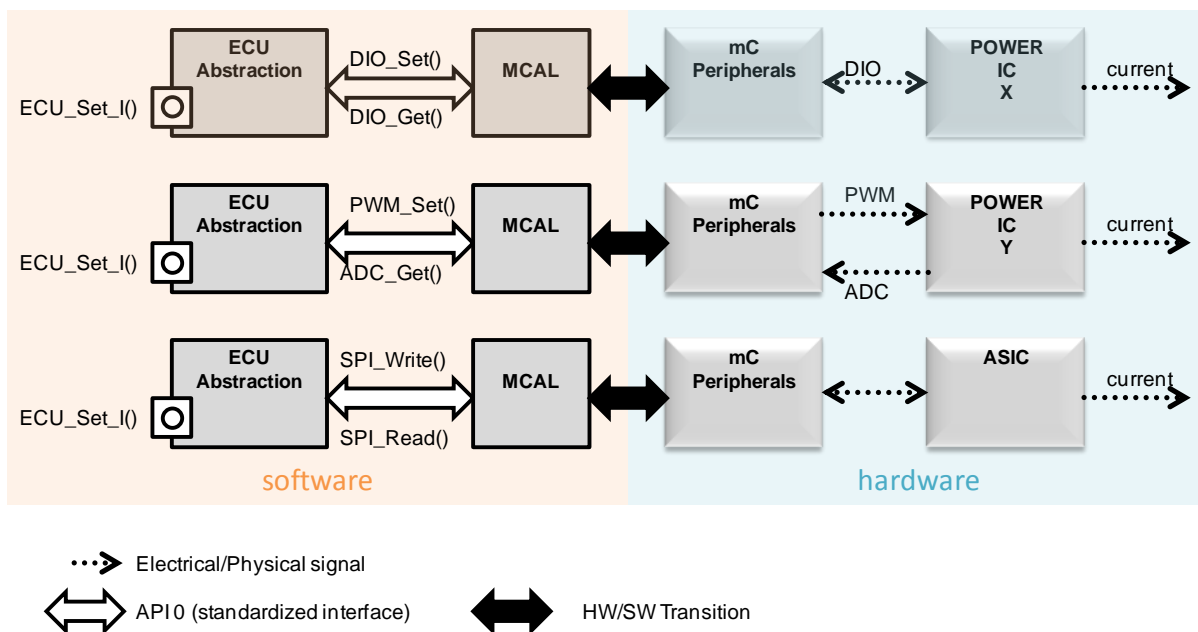 ECU
Abstraction
DIO_Set()
DIO_Get()
MCAL
mC
Peripherals
DIO
POWER
IC
X
current
ECU_Set_I()
ECU
Abstraction
PWM_Set()
ADC_Get()
MCAL
mC
Peripherals
PWM
ADC
POWER
IC
Y
current
ECU_Set_I()
ECU
Abstraction
SPI_Write()
SPI_Read()
MCAL
mC
Peripherals
ASIC
current
ECU_Set_I()
software
hardware
Electrical/Physical signal
API 0 (standardized interface)
HW/SW Transition